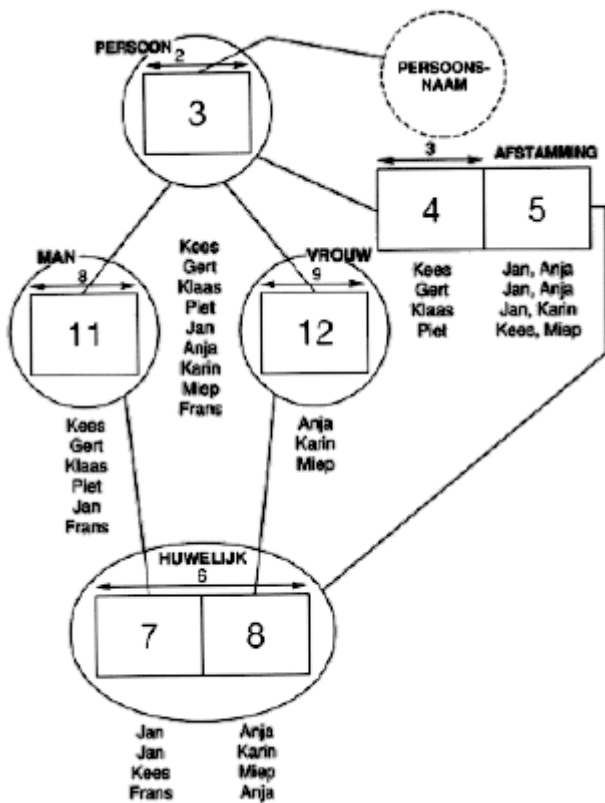 PERSOON
2
3
PERSOONS-
NAAM
3
AFSTAMMING
4
5
Kees Jan, Anja
Gert Jan, Anja
Klaas Jan, Karin
Piet Kees, Miep
MAN
8
11
Kees
Gert
Klaas
Piet
Jan
Anja
Karin
Miep
Frans
VROUW
9
12
Kees
Gert
Klaas
Piet
Jan
Frans
Anja
Karin
Miep
HUWELIJK
6
7
8
Jan Anja
Jan Karin
Kees Miep
Frans Anja